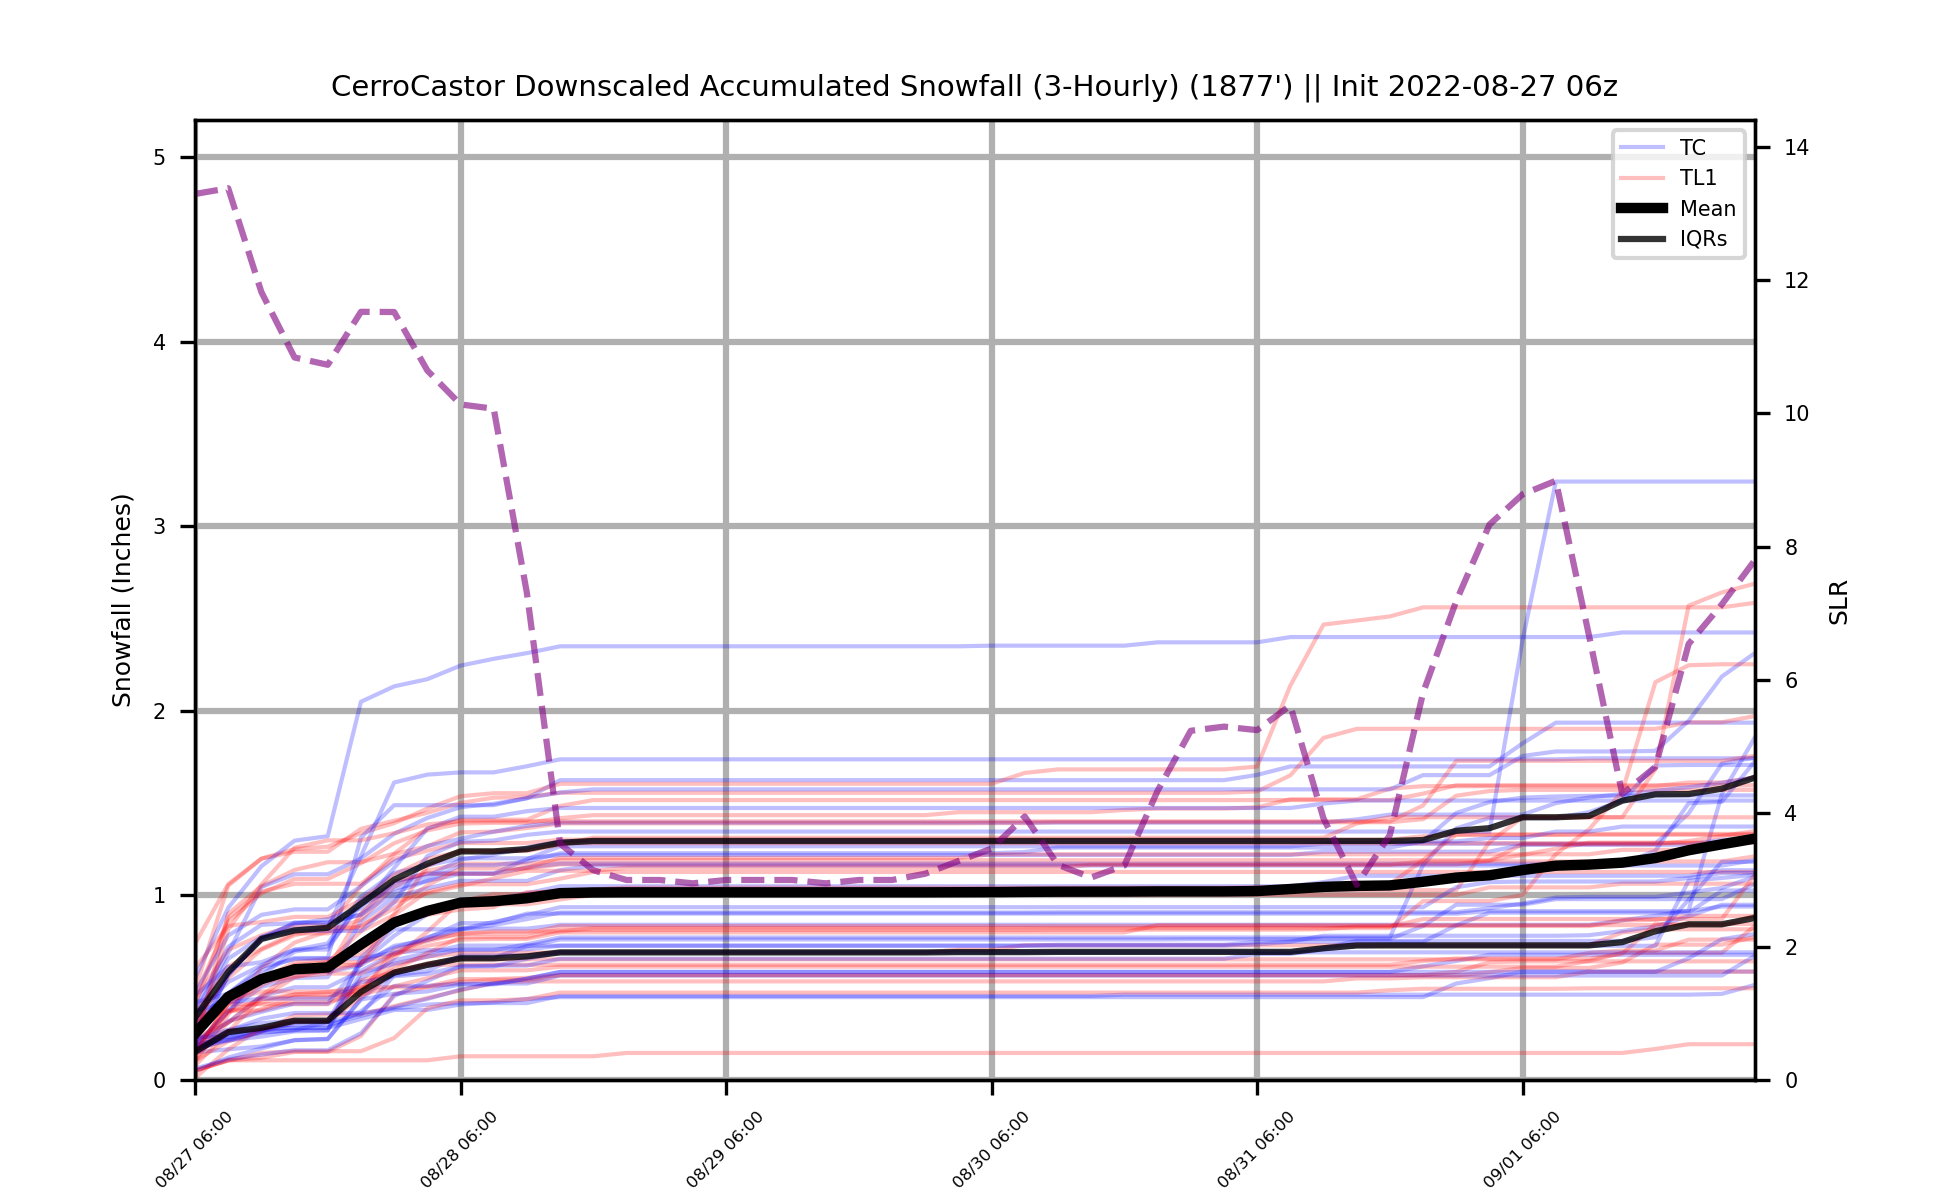 CerroCastor Downscaled Accumulated Snowfall (3-Hourly) (1877') || Init 2022-08-27 06z
TC
TL1
Mean
IQRs
Snowfall (Inches)
5
4
3
2
1
0
SLR
14
12
10
8
6
4
2
0
08/27 06:00
08/28 06:00
08/29 06:00
08/30 06:00
08/31 06:00
09/01 06:00